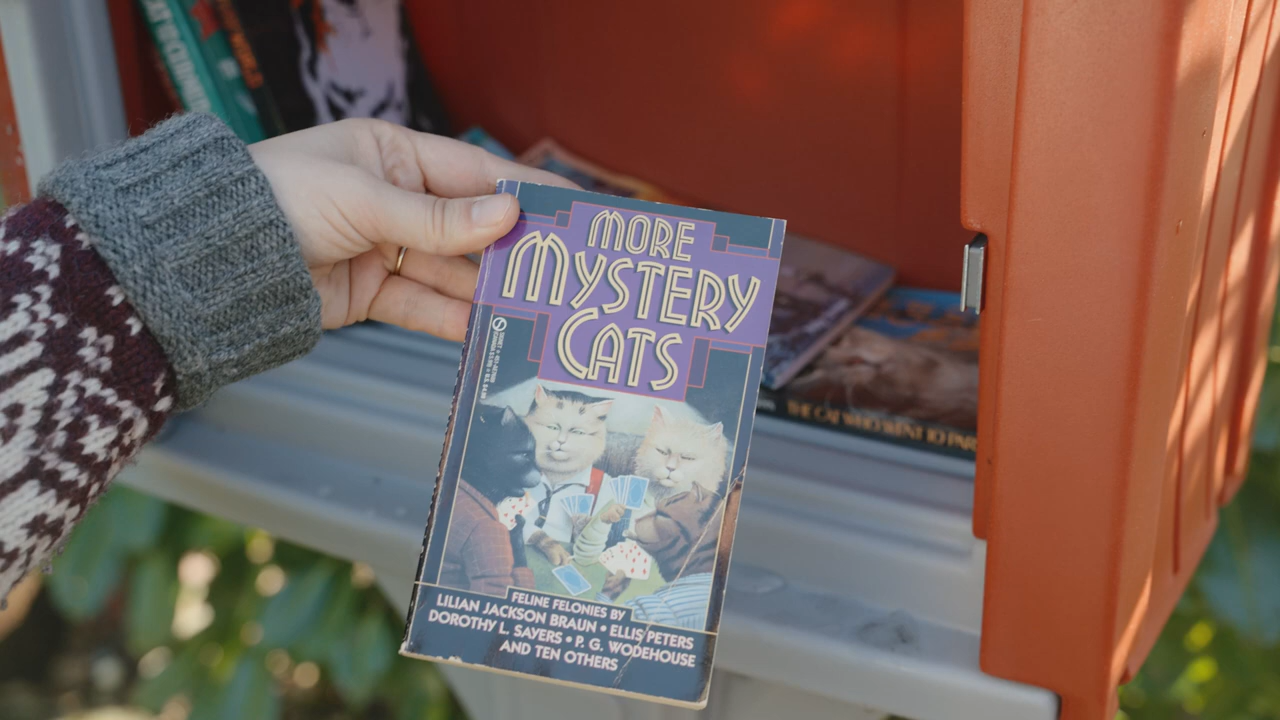 MORE
MYSTERY
CATS
FELINE FELONIES BY
LILIAN JACKSON BRAUN • ELLIS PETERS
DOROTHY L. SAYERS • P. G. WODEHOUSE
AND TEN OTHERS
THE CAT WHO WENT TO